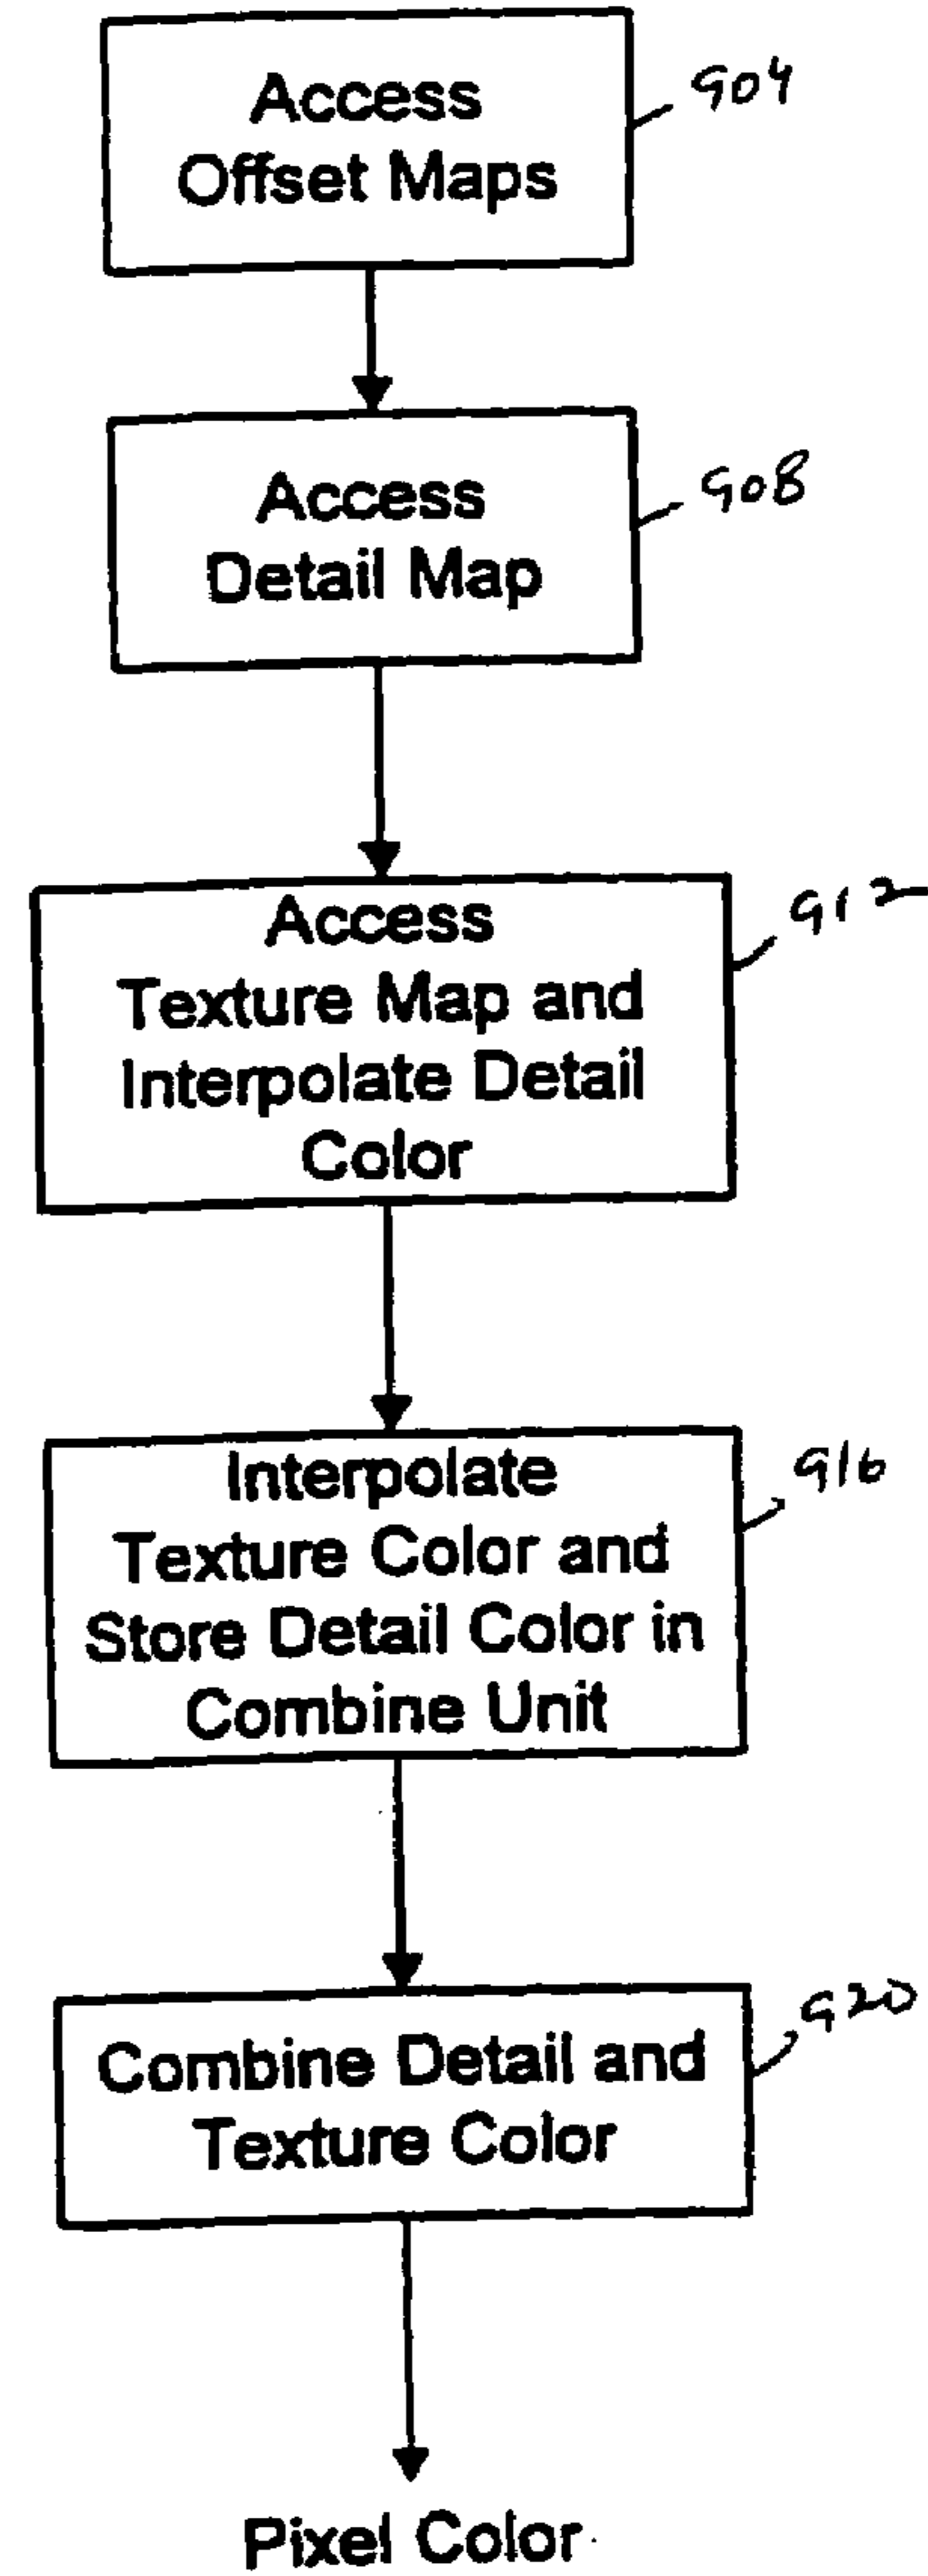 Access
Offset Maps
904
Access
Detail Map
908
Access
Texture Map and
Interpolate Detail
Color
912
Interpolate
Texture Color and
Store Detail Color in
Combine Unit
916
Combine Detail and
Texture Color
920
Pixel Color